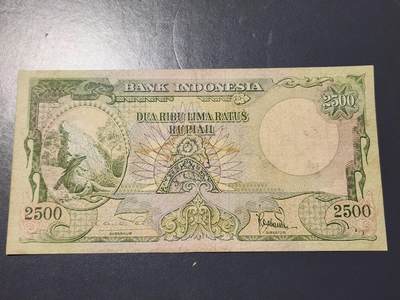 BANK INDONESIA
2500
DUA RIBU LIMA RATUS
RUPIAH
2500
2500